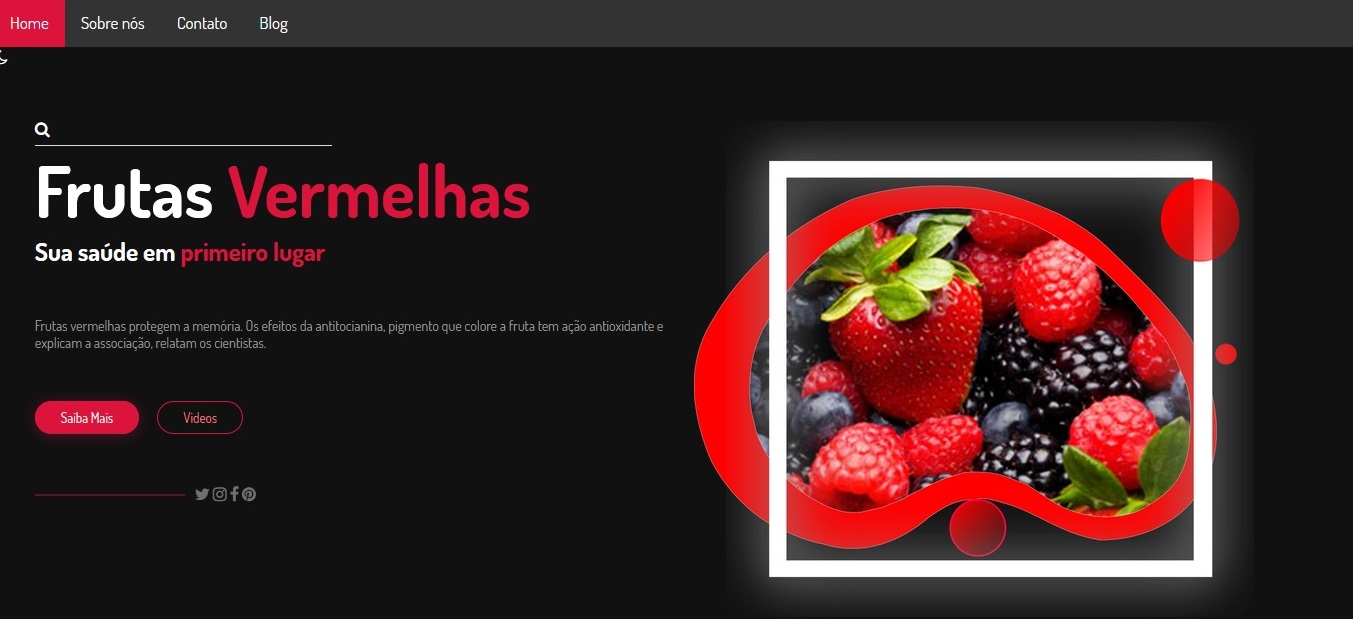 Home Sobre nós Contato Blog
Frutas Vermelhas
Sua saúde em primeiro lugar
Frutas vermelhas protegem a memória. Os efeitos da antitocianina, pigmento que colore a fruta tem ação antioxidante e
explicam a associação, relatam os cientistas.
Saiba Mais Videos